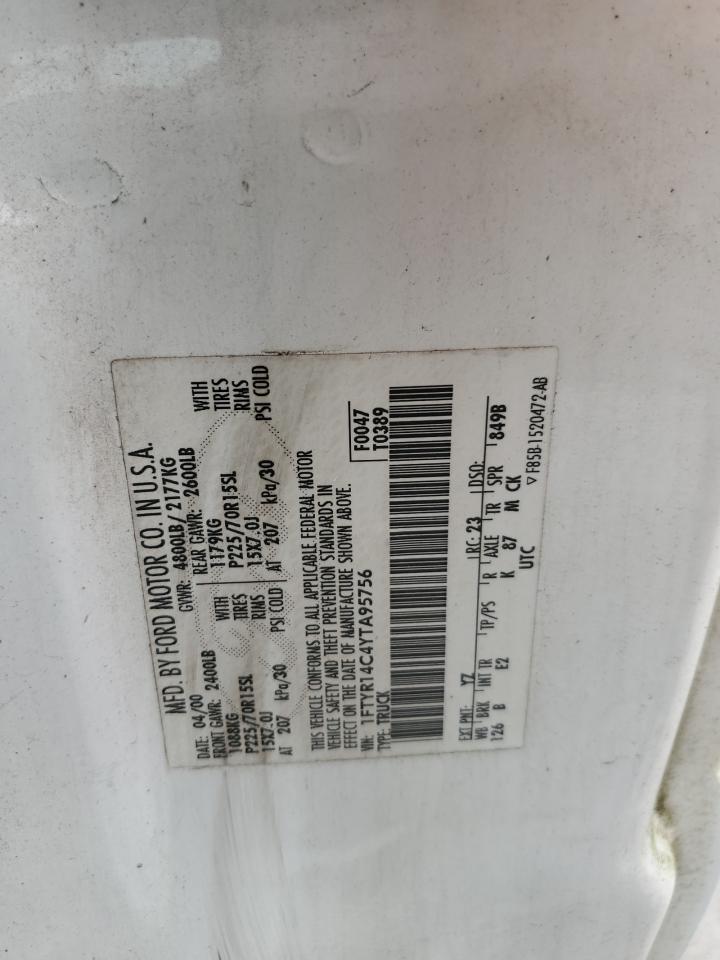 MFD. BY FORD MOTOR CO. IN U.S.A.
DATE: 04/00 GVWR: 4800LB / 2177KG
FRONT GAWR: 2400LB REAR GAWR: 2600LB
1088KG WITH 1179KG WITH
P225/70R15SL TIRES P225/70R15SL TIRES
15X7.0J RIMS 15X7.0J RIMS
AT 207 kPa/30 PSI COLD AT 207 kPa/30 PSI COLD
THIS VEHICLE CONFORMS TO ALL APPLICABLE FEDERAL MOTOR
VEHICLE SAFETY AND THEFT PREVENTION STANDARDS IN
EFFECT ON THE DATE OF MANUFACTURE SHOWN ABOVE.
VIN: 1FTYR14C4YTA95756 F0047
TYPE: TRUCK T0389
EXT PNT: YZ RC: 23 DSO:
WB BRK INT TR TP/PS R AXLE TR SPR 849B
126 B E2 K 87 M CK
UTC
▽ F85B-1520472-AB